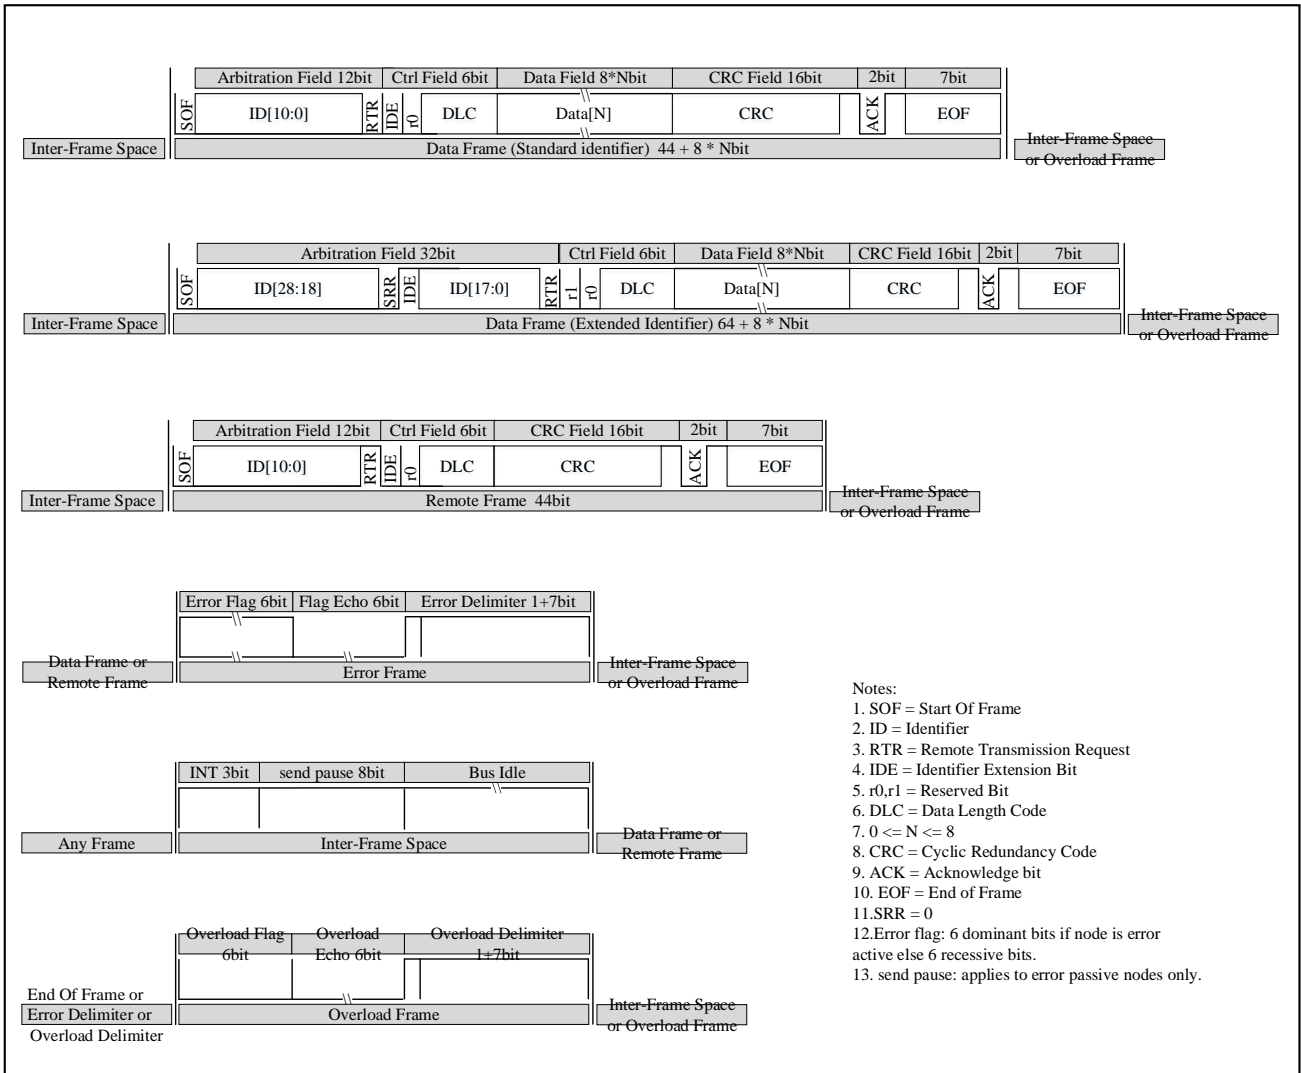 Arbitration Field 12bit Ctrl Field 6bit Data Field 8*Nbit CRC Field 16bit 2bit 7bit
SOF ID[10:0] RTR IDE r0 DLC Data[N] CRC ACK EOF
Inter-Frame Space Data Frame (Standard identifier) 44 + 8 * Nbit Inter-Frame Space
or Overload Frame
Arbitration Field 32bit Ctrl Field 6bit Data Field 8*Nbit CRC Field 16bit 2bit 7bit
SOF ID[28:18] SRR IDE ID[17:0] RTR r1 r0 DLC Data[N] CRC ACK EOF
Inter-Frame Space Data Frame (Extended Identifier) 64 + 8 * Nbit Inter-Frame Space
or Overload Frame
Arbitration Field 12bit Ctrl Field 6bit CRC Field 16bit 2bit 7bit
SOF ID[10:0] RTR IDE r0 DLC CRC ACK EOF
Inter-Frame Space Remote Frame 44bit Inter-Frame Space
or Overload Frame
Error Flag 6bit Flag Echo 6bit Error Delimiter 1+7bit
Data Frame or
Remote Frame Error Frame Inter-Frame Space
or Overload Frame
INT 3bit send pause 8bit Bus Idle
Any Frame Inter-Frame Space Data Frame or
Remote Frame
Overload Flag
6bit Overload
Echo 6bit Overload Delimiter
1+7bit
End Of Frame or
Error Delimiter or
Overload Delimiter Overload Frame Inter-Frame Space
or Overload Frame
Notes:
1. SOF = Start Of Frame
2. ID = Identifier
3. RTR = Remote Transmission Request
4. IDE = Identifier Extension Bit
5. r0,r1 = Reserved Bit
6. DLC = Data Length Code
7. 0 <= N <= 8
8. CRC = Cyclic Redundancy Code
9. ACK = Acknowledge bit
10. EOF = End of Frame
11.SRR = 0
12.Error flag: 6 dominant bits if node is error
active else 6 recessive bits.
13. send pause: applies to error passive nodes only.